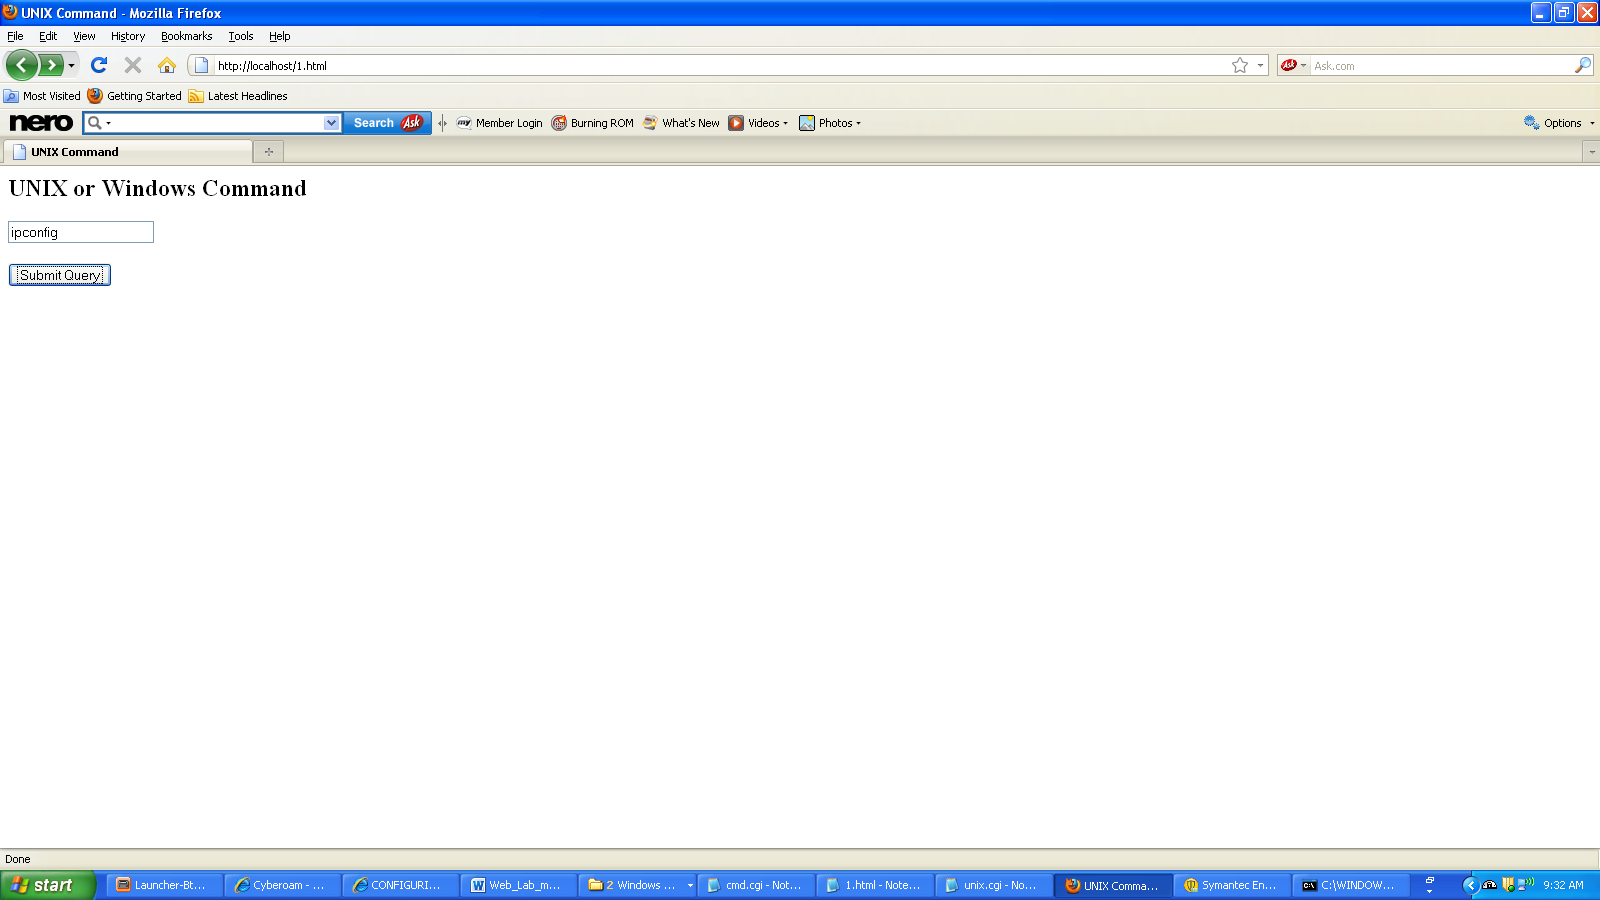 UNIX Command - Mozilla Firefox
File Edit View History Bookmarks Tools Help
http://localhost/1.html Ask Ask.com
Most Visited Getting Started Latest Headlines
nero Search Ask my Member Login Burning ROM What's New Videos Photos Options
UNIX Command
UNIX or Windows Command
ipconfig
Submit Query
Done
start Launcher-Bt... Cyberoam - ... CONFIGURI... Web_Lab_m... 2 Windows ... cmd.cgi - Not... 1.html - Note... unix.cgi - No... UNIX Comma... Symantec En... C:\WINDOW... 9:32 AM